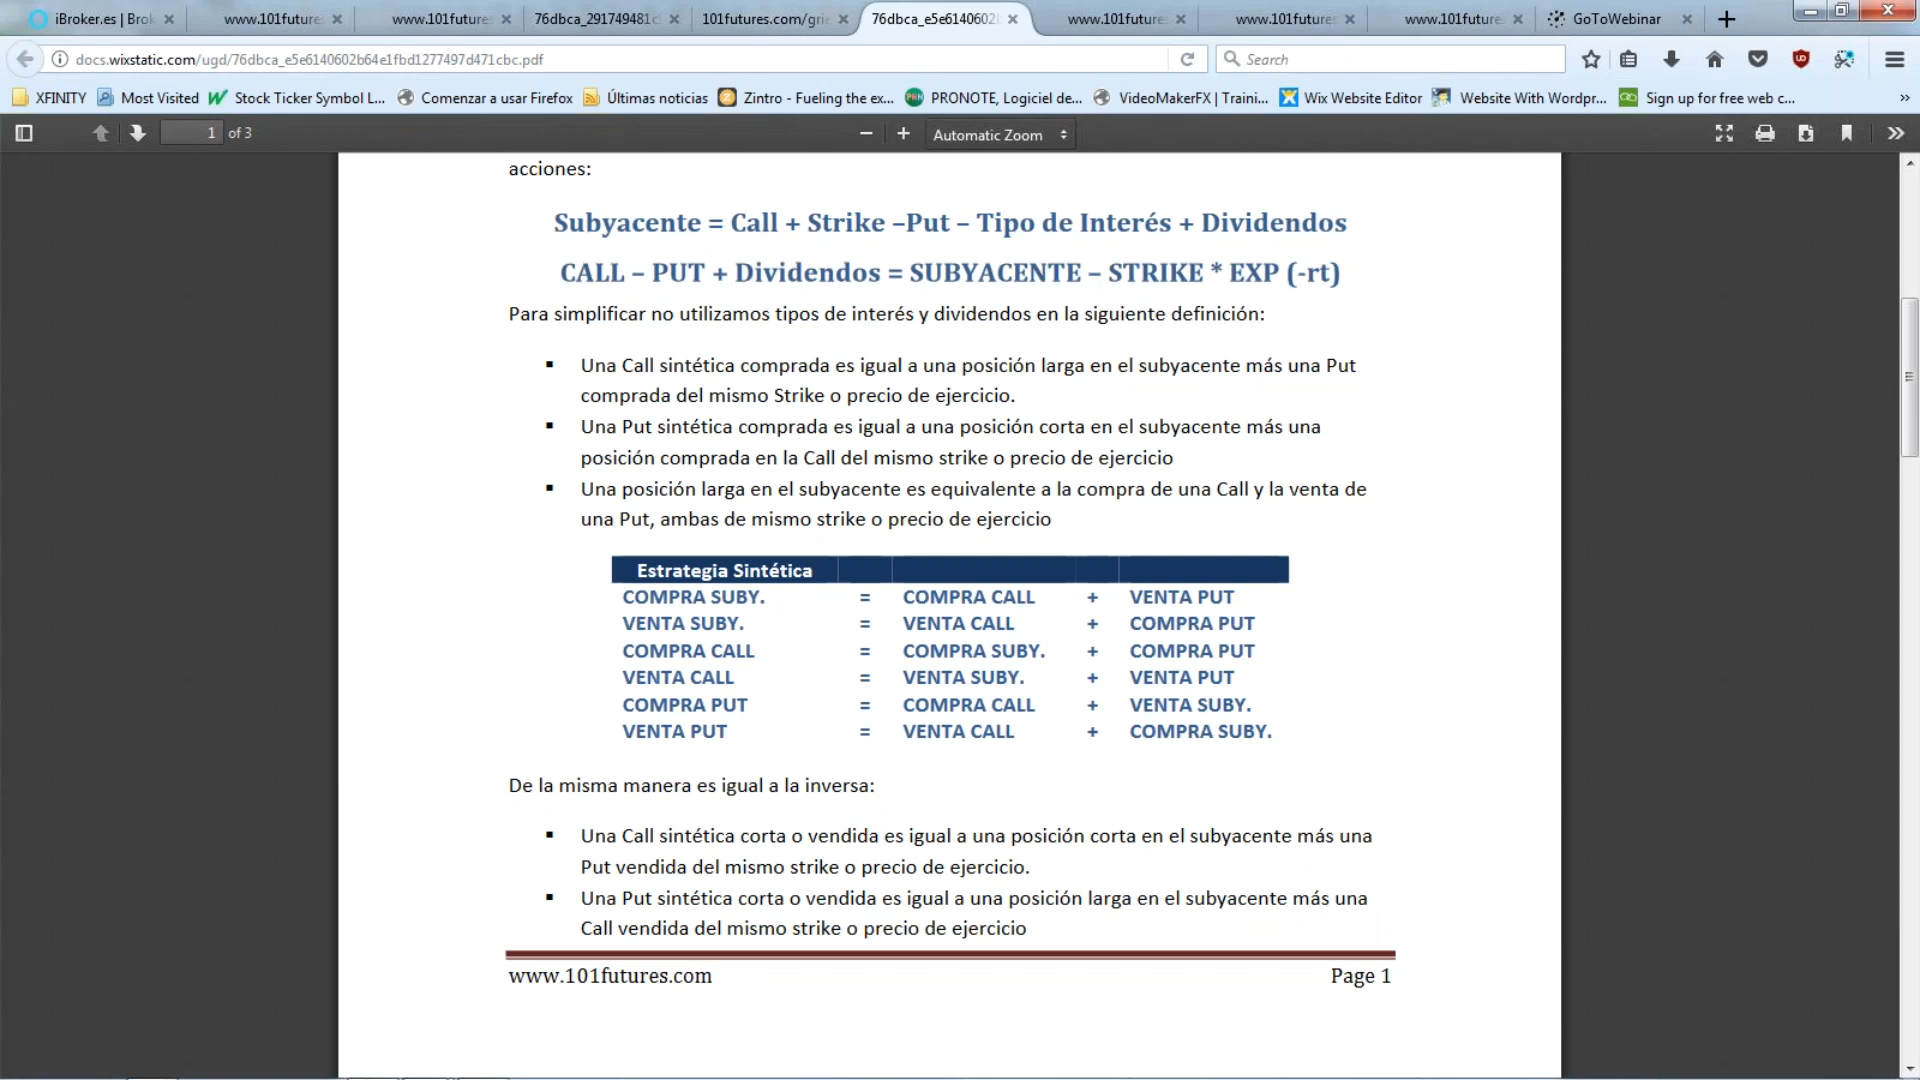 iBroker.es | Brok
www.101future
www.101futures
76dbca_291749481c
101futures.com/grie
76dbca_e5e6140602
www.101future
www.101future
www.101future
GoToWebinar
docs.wixstatic.com/ugd/76dbca_e5e6140602b64e1fbd1277497d471cbc.pdf
Search
XFINITY
Most Visited
Stock Ticker Symbol L...
Comenzar a usar Firefox
Últimas noticias
Zintro - Fueling the ex...
PRONOTE, Logiciel de...
VideoMakerFX | Traini...
Wix Website Editor
Website With Wordpr...
Sign up for free web c...
1 of 3
Automatic Zoom
acciones:
Subyacente = Call + Strike –Put – Tipo de Interés + Dividendos
CALL – PUT + Dividendos = SUBYACENTE – STRIKE * EXP (-rt)
Para simplificar no utilizamos tipos de interés y dividendos en la siguiente definición:
▪ Una Call sintética comprada es igual a una posición larga en el subyacente más una Put
comprada del mismo Strike o precio de ejercicio.
▪ Una Put sintética comprada es igual a una posición corta en el subyacente más una
posición comprada en la Call del mismo strike o precio de ejercicio
▪ Una posición larga en el subyacente es equivalente a la compra de una Call y la venta de
una Put, ambas de mismo strike o precio de ejercicio
Estrategia Sintética
COMPRA SUBY. = COMPRA CALL + VENTA PUT
VENTA SUBY. = VENTA CALL + COMPRA PUT
COMPRA CALL = COMPRA SUBY. + COMPRA PUT
VENTA CALL = VENTA SUBY. + VENTA PUT
COMPRA PUT = COMPRA CALL + VENTA SUBY.
VENTA PUT = VENTA CALL + COMPRA SUBY.
De la misma manera es igual a la inversa:
▪ Una Call sintética corta o vendida es igual a una posición corta en el subyacente más una
Put vendida del mismo strike o precio de ejercicio.
▪ Una Put sintética corta o vendida es igual a una posición larga en el subyacente más una
Call vendida del mismo strike o precio de ejercicio
www.101futures.com Page 1